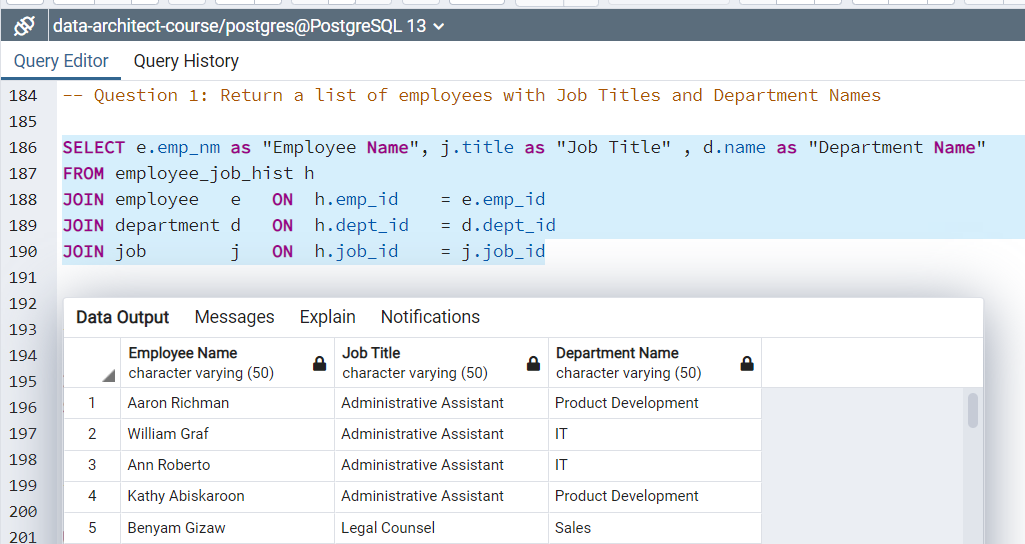 data-architect-course/postgres@PostgreSQL 13
Query Editor Query History
184 -- Question 1: Return a list of employees with Job Titles and Department Names
185
186 SELECT e.emp_nm as "Employee Name", j.title as "Job Title" , d.name as "Department Name"
187 FROM employee_job_hist h
188 JOIN employee e ON h.emp_id = e.emp_id
189 JOIN department d ON h.dept_id = d.dept_id
190 JOIN job j ON h.job_id = j.job_id
191
192
193
194
195
196
197
198
199
200
201
Data Output Messages Explain Notifications
Employee Name Job Title Department Name
character varying (50) character varying (50) character varying (50)
1 Aaron Richman Administrative Assistant Product Development
2 William Graf Administrative Assistant IT
3 Ann Roberto Administrative Assistant IT
4 Kathy Abiskaroon Administrative Assistant Product Development
5 Benyam Gizaw Legal Counsel Sales